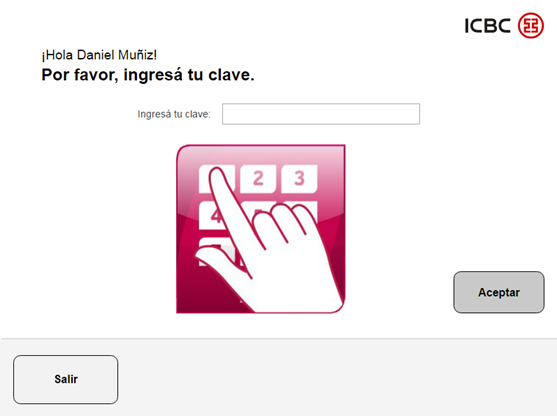 ICBC
¡Hola Daniel Muñiz!
Por favor, ingresá tu clave.
Ingresá tu clave:
2 3
4
Aceptar
Salir